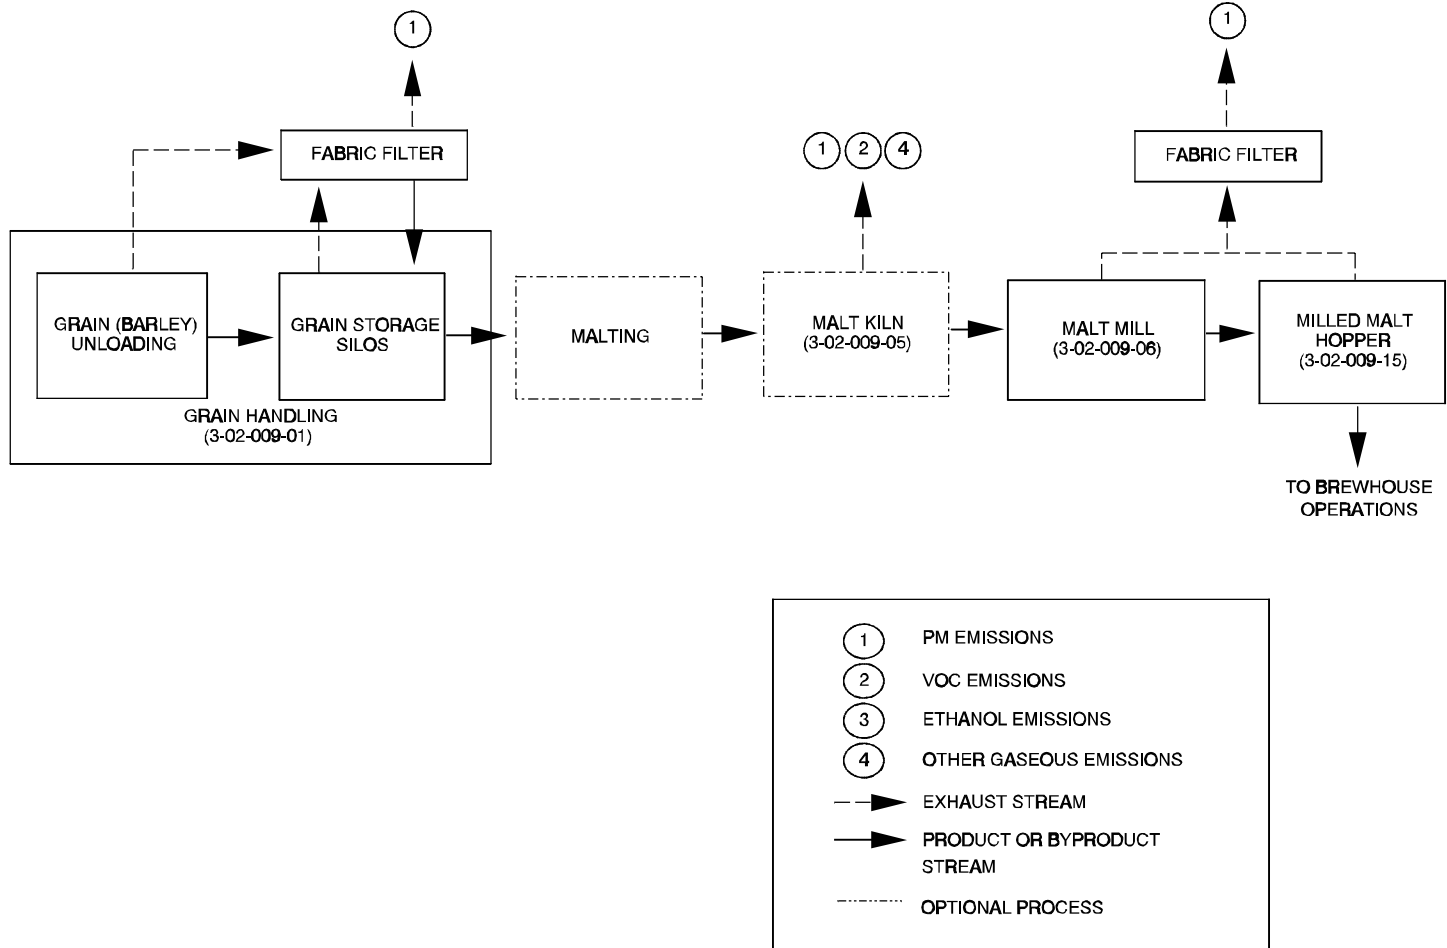 1
1
FABRIC FILTER
1 2 4
FABRIC FILTER
GRAIN (BARLEY)
UNLOADING
GRAIN STORAGE
SILOS
MALTING
MALT KILN
(3-02-009-05)
MALT MILL
(3-02-009-06)
MILLED MALT
HOPPER
(3-02-009-15)
GRAIN HANDLING
(3-02-009-01)
TO BREWHOUSE
OPERATIONS
1 PM EMISSIONS
2 VOC EMISSIONS
3 ETHANOL EMISSIONS
4 OTHER GASEOUS EMISSIONS
EXHAUST STREAM
PRODUCT OR BYPRODUCT
STREAM
OPTIONAL PROCESS